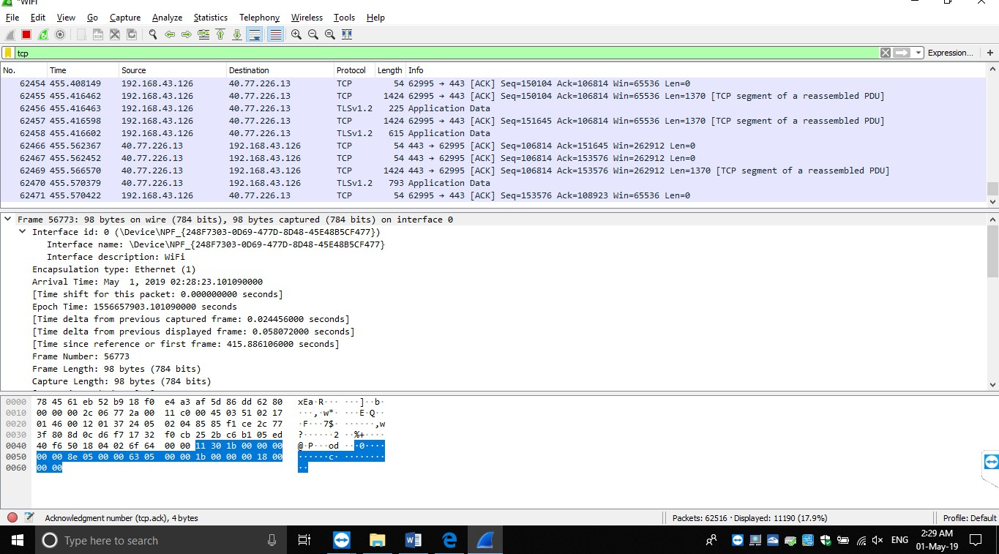 *WiFi
File Edit View Go Capture Analyze Statistics Telephony Wireless Tools Help
tcp Expression... +
No. Time Source Destination Protocol Length Info
62454 455.408149 192.168.43.126 40.77.226.13 TCP 54 62995 → 443 [ACK] Seq=150104 Ack=106814 Win=65536 Len=0
62455 455.416462 192.168.43.126 40.77.226.13 TCP 1424 62995 → 443 [ACK] Seq=150104 Ack=106814 Win=65536 Len=1370 [TCP segment of a reassembled PDU]
62456 455.416463 192.168.43.126 40.77.226.13 TLSv1.2 225 Application Data
62457 455.416598 192.168.43.126 40.77.226.13 TCP 1424 62995 → 443 [ACK] Seq=151645 Ack=106814 Win=65536 Len=1370 [TCP segment of a reassembled PDU]
62458 455.416602 192.168.43.126 40.77.226.13 TLSv1.2 615 Application Data
62466 455.562367 40.77.226.13 192.168.43.126 TCP 54 443 → 62995 [ACK] Seq=106814 Ack=151645 Win=262912 Len=0
62467 455.562452 40.77.226.13 192.168.43.126 TCP 54 443 → 62995 [ACK] Seq=106814 Ack=153576 Win=262912 Len=0
62469 455.566570 40.77.226.13 192.168.43.126 TCP 1424 443 → 62995 [ACK] Seq=106814 Ack=153576 Win=262912 Len=1370 [TCP segment of a reassembled PDU]
62470 455.570379 40.77.226.13 192.168.43.126 TLSv1.2 793 Application Data
62471 455.570422 192.168.43.126 40.77.226.13 TCP 54 62995 → 443 [ACK] Seq=153576 Ack=108923 Win=65536 Len=0
Frame 56773: 98 bytes on wire (784 bits), 98 bytes captured (784 bits) on interface 0
Interface id: 0 (\Device\NPF_{248F7303-0D69-477D-8D48-45E48B5CF477})
Interface name: \Device\NPF_{248F7303-0D69-477D-8D48-45E48B5CF477}
Interface description: WiFi
Encapsulation type: Ethernet (1)
Arrival Time: May  1, 2019 02:28:23.101090000
[Time shift for this packet: 0.000000000 seconds]
Epoch Time: 1556657903.101090000 seconds
[Time delta from previous captured frame: 0.024456000 seconds]
[Time delta from previous displayed frame: 0.058072000 seconds]
[Time since reference or first frame: 415.886106000 seconds]
Frame Number: 56773
Frame Length: 98 bytes (784 bits)
Capture Length: 98 bytes (784 bits)
0000 78 45 61 eb 52 b9 18 f0 e4 a3 af 5d 86 dd 62 80 xEa·R··· ···]··b·
0010 00 00 00 2c 06 77 2a 00 11 c0 00 45 03 51 02 17 ···,·w*· ···E·Q··
0020 01 46 00 12 01 37 24 05 02 04 85 85 f1 ce 2c 77 ·F···7$· ······,w
0030 3f 80 8d 0c d6 f7 17 32 f0 cb 25 2b c6 b1 05 ed ?······2 ··%+····
0040 40 f6 50 18 04 02 6f 64 00 00 11 30 1b 00 00 00 @·P···od ···0····
0050 00 00 8e 05 00 00 63 05 00 00 1b 00 00 00 18 00 ······c· ········
0060 00 00 ··
Acknowledgment number (tcp.ack), 4 bytes Packets: 62516 · Displayed: 11190 (17.9%) Profile: Default
Type here to search ENG 2:29 AM
01-May-19